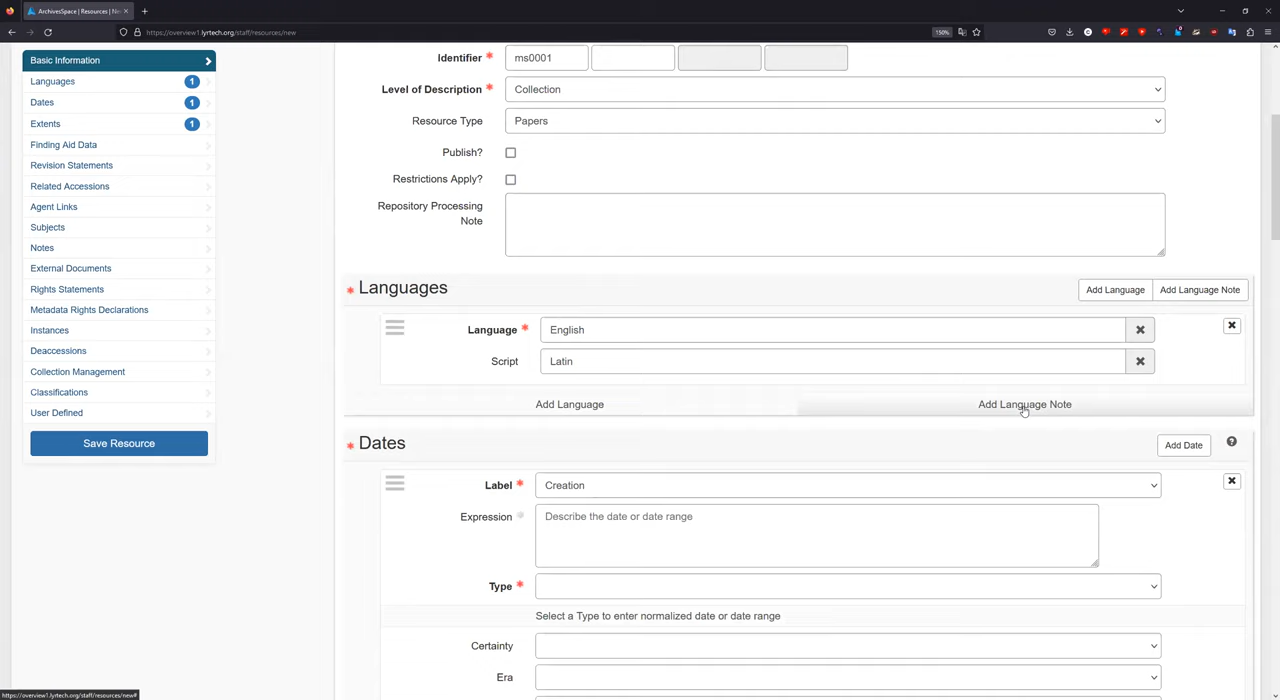 ArchivesSpace | Resources | Ne
https://overview1.lyrtech.org/staff/resources/new
150%
Basic Information
Languages 1
Dates 1
Extents 1
Finding Aid Data
Revision Statements
Related Accessions
Agent Links
Subjects
Notes
External Documents
Rights Statements
Metadata Rights Declarations
Instances
Deaccessions
Collection Management
Classifications
User Defined
Save Resource
Identifier * ms0001
Level of Description * Collection
Resource Type Papers
Publish?
Restrictions Apply?
Repository Processing
Note
* Languages Add Language Add Language Note
Language * English
Script Latin
Add Language Add Language Note
* Dates Add Date
Label * Creation
Expression Describe the date or date range
Type *
Select a Type to enter normalized date or date range
Certainty
Era
https://overview1.lyrtech.org/staff/resources/new#